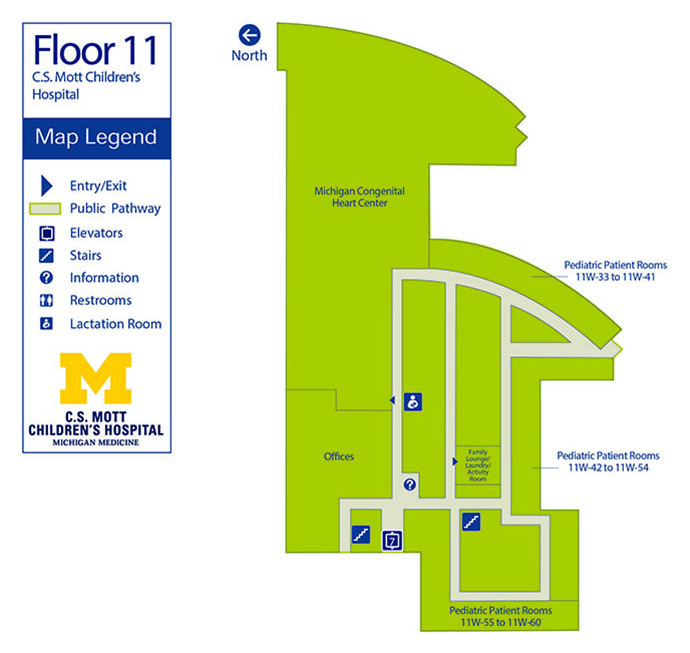 Floor 11
C.S. Mott Children's
Hospital
Map Legend
Entry/Exit
Public Pathway
Elevators
Stairs
Information
Restrooms
Lactation Room
M
C.S. MOTT
CHILDREN'S HOSPITAL
MICHIGAN MEDICINE
North
Michigan Congenital
Heart Center
Pediatric Patient Rooms
11W-33 to 11W-41
Offices
Family
Lounge/
Laundry/
Activity
Room
Pediatric Patient Rooms
11W-42 to 11W-54
?
7
Pediatric Patient Rooms
11W-55 to 11W-60